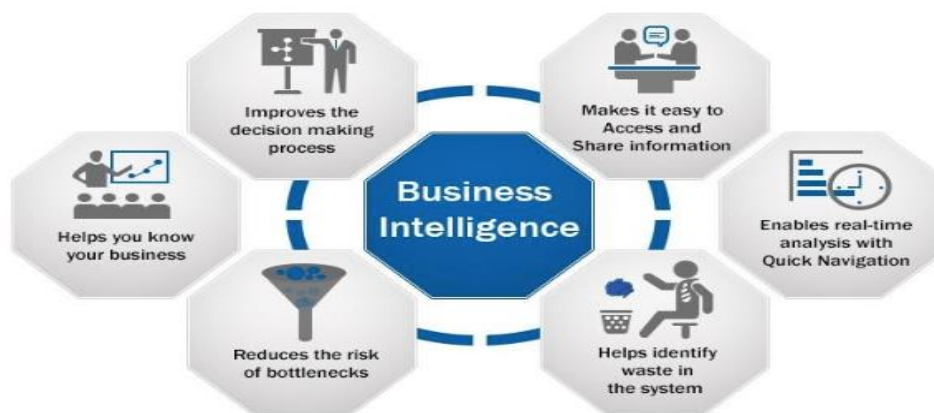 Improves the
decision making
process
Makes it easy to
Access and
Share information
Helps you know
your business
Business
Intelligence
Enables real-time
analysis with
Quick Navigation
Reduces the risk
of bottlenecks
Helps identify
waste in
the system